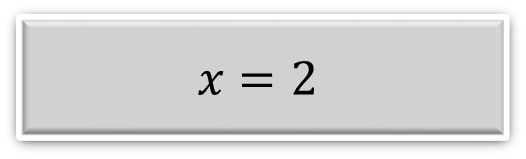 x = 2